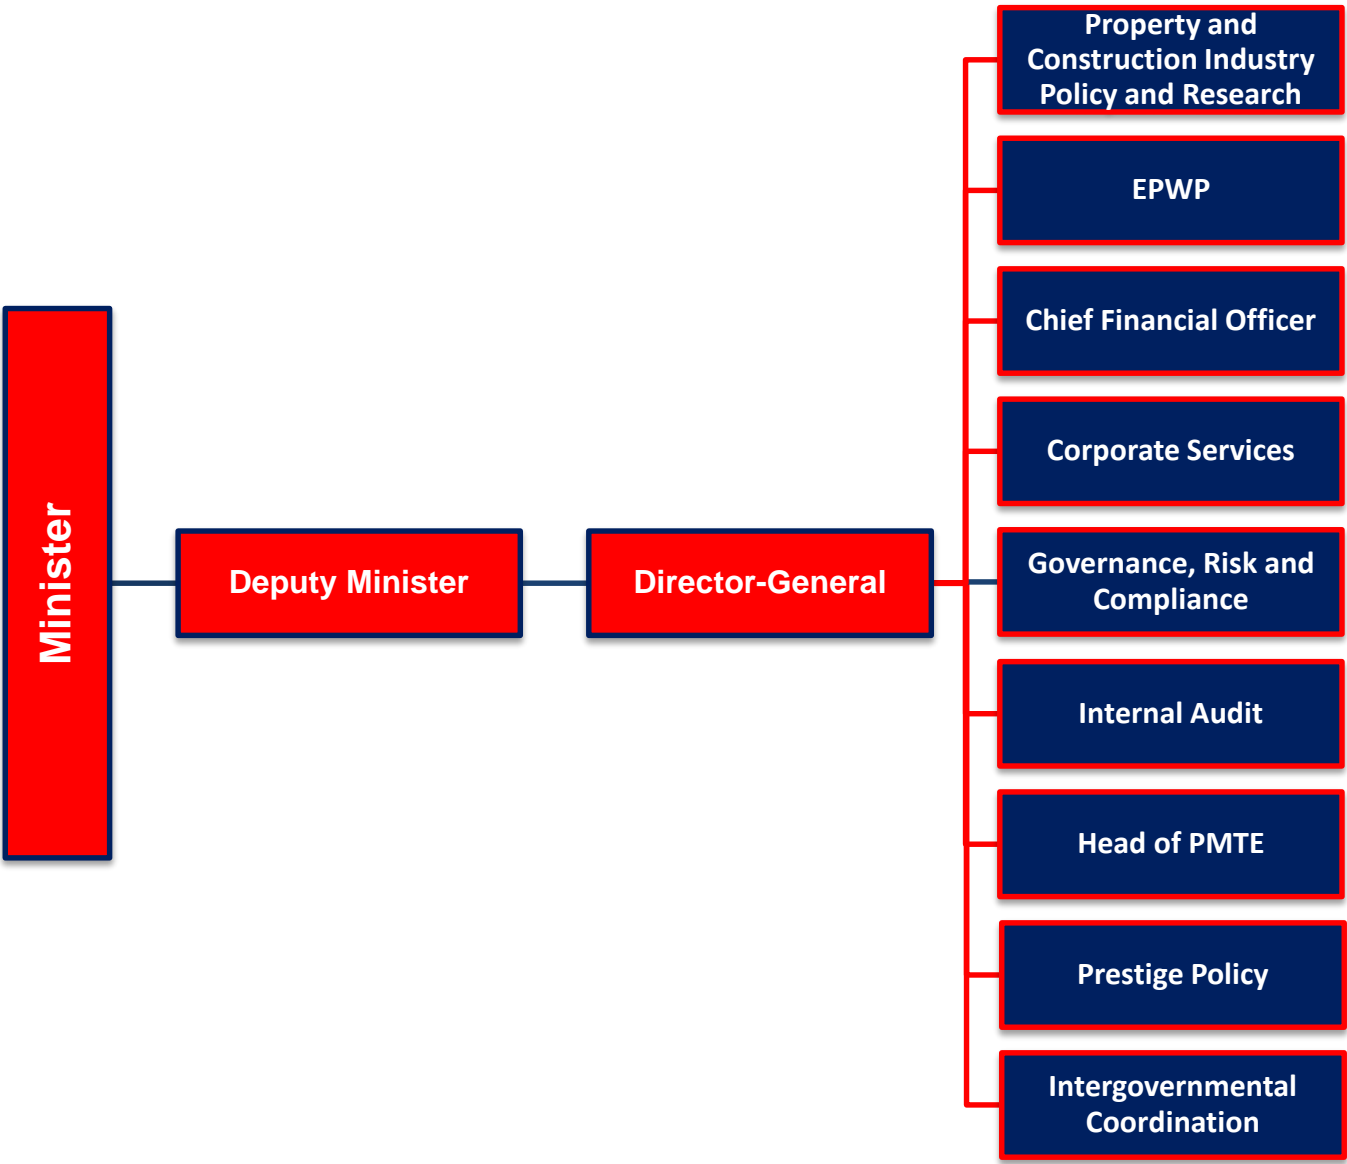 Minister
Deputy Minister
Director-General
Property and
Construction Industry
Policy and Research
EPWP
Chief Financial Officer
Corporate Services
Governance, Risk and
Compliance
Internal Audit
Head of PMTE
Prestige Policy
Intergovernmental
Coordination